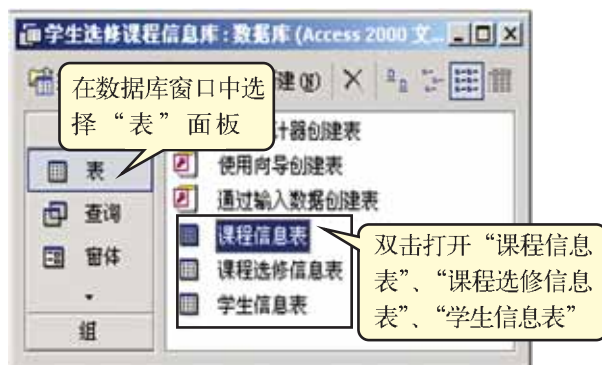 学生选修课程信息库 : 数据库 (Access 2000 文...
建(N)
在数据库窗口中选
择“表”面板
计器创建表
表
使用向导创建表
查询
通过输入数据创建表
窗体
课程信息表
课程选修信息表
学生信息表
组
双击打开“课程信息
表”、“课程选修信息
表”、“学生信息表”